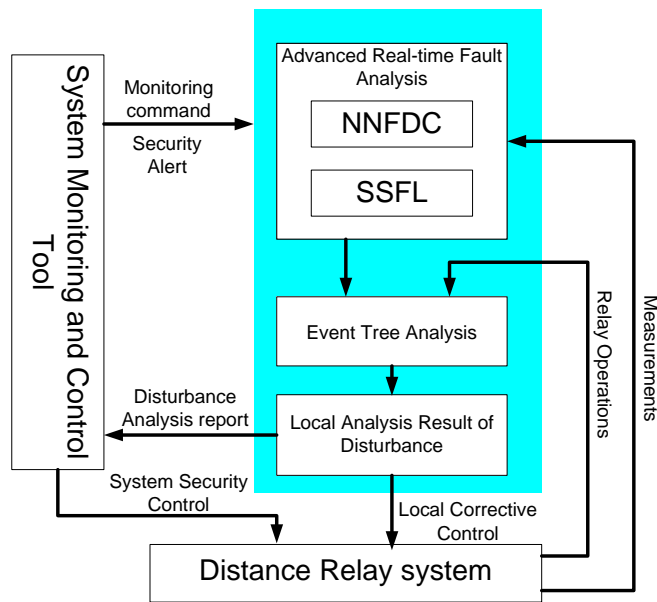 System Monitoring and Control
Tool
Monitoring
command
Security
Alert
Advanced Real-time Fault
Analysis
NNFDC
SSFL
Event Tree Analysis
Relay Operations
Measurements
Disturbance
Analysis report
Local Analysis Result of
Disturbance
System Security
Control
Local Corrective
Control
Distance Relay system